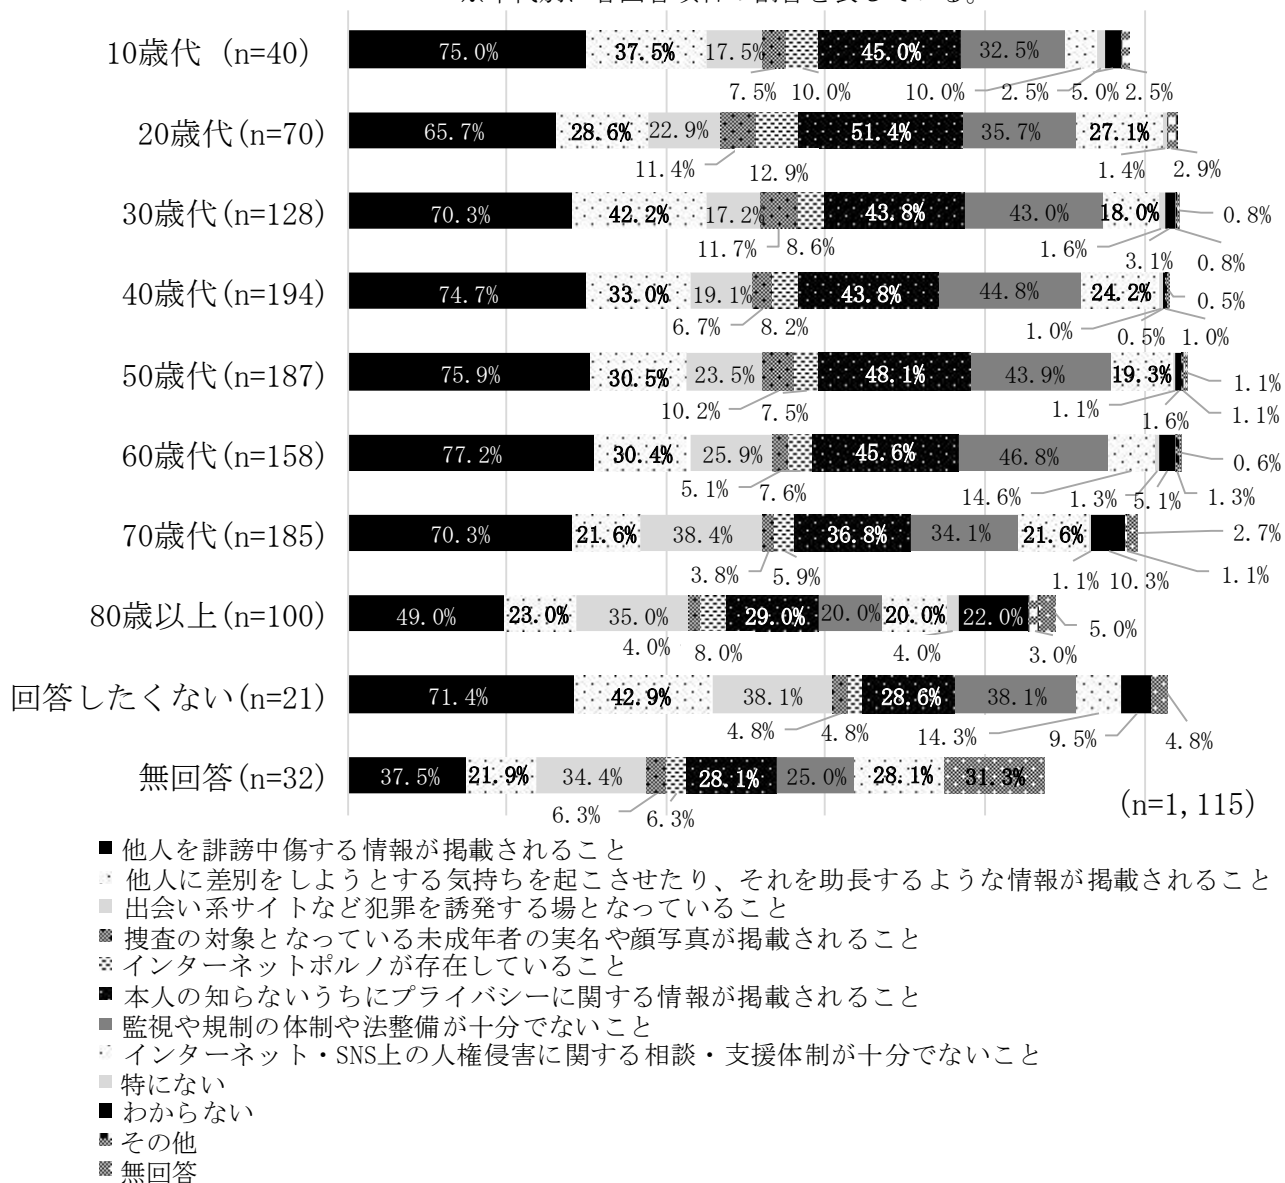 10歳代 (n=40)
75.0% 37.5% 17.5% 45.0% 32.5%
7.5% 10.0% 10.0% 2.5% 5.0% 2.5%
20歳代(n=70)
65.7% 28.6% 22.9% 51.4% 35.7% 27.1%
11.4% 12.9% 1.4% 2.9%
30歳代(n=128)
70.3% 42.2% 17.2% 43.8% 43.0% 18.0% 0.8%
11.7% 8.6% 1.6% 3.1% 0.8%
40歳代(n=194)
74.7% 33.0% 19.1% 43.8% 44.8% 24.2% 0.5%
6.7% 8.2% 1.0% 0.5% 1.0%
50歳代(n=187)
75.9% 30.5% 23.5% 48.1% 43.9% 19.3% 1.1%
10.2% 7.5% 1.1% 1.6% 1.1%
60歳代(n=158)
77.2% 30.4% 25.9% 45.6% 46.8% 0.6%
5.1% 7.6% 14.6% 1.3% 5.1% 1.3%
70歳代(n=185)
70.3% 21.6% 38.4% 36.8% 34.1% 21.6% 2.7%
3.8% 5.9% 1.1% 10.3% 1.1%
80歳以上(n=100)
49.0% 23.0% 35.0% 29.0% 20.0% 20.0% 22.0% 5.0%
4.0% 8.0% 4.0% 3.0%
回答したくない(n=21)
71.4% 42.9% 38.1% 28.6% 38.1%
4.8% 4.8% 14.3% 9.5% 4.8%
無回答(n=32)
37.5% 21.9% 34.4% 28.1% 25.0% 28.1% 31.3%
6.3% 6.3%
(n=1,115)
他人を誹謗中傷する情報が掲載されること
他人に差別をしようとする気持ちを起こさせたり、それを助長するような情報が掲載されること
出会い系サイトなど犯罪を誘発する場となっていること
捜査の対象となっている未成年者の実名や顔写真が掲載されること
インターネットポルノが存在していること
本人の知らないうちにプライバシーに関する情報が掲載されること
監視や規制の体制や法整備が十分でないこと
インターネット・SNS上の人権侵害に関する相談・支援体制が十分でないこと
特にない
わからない
その他
無回答